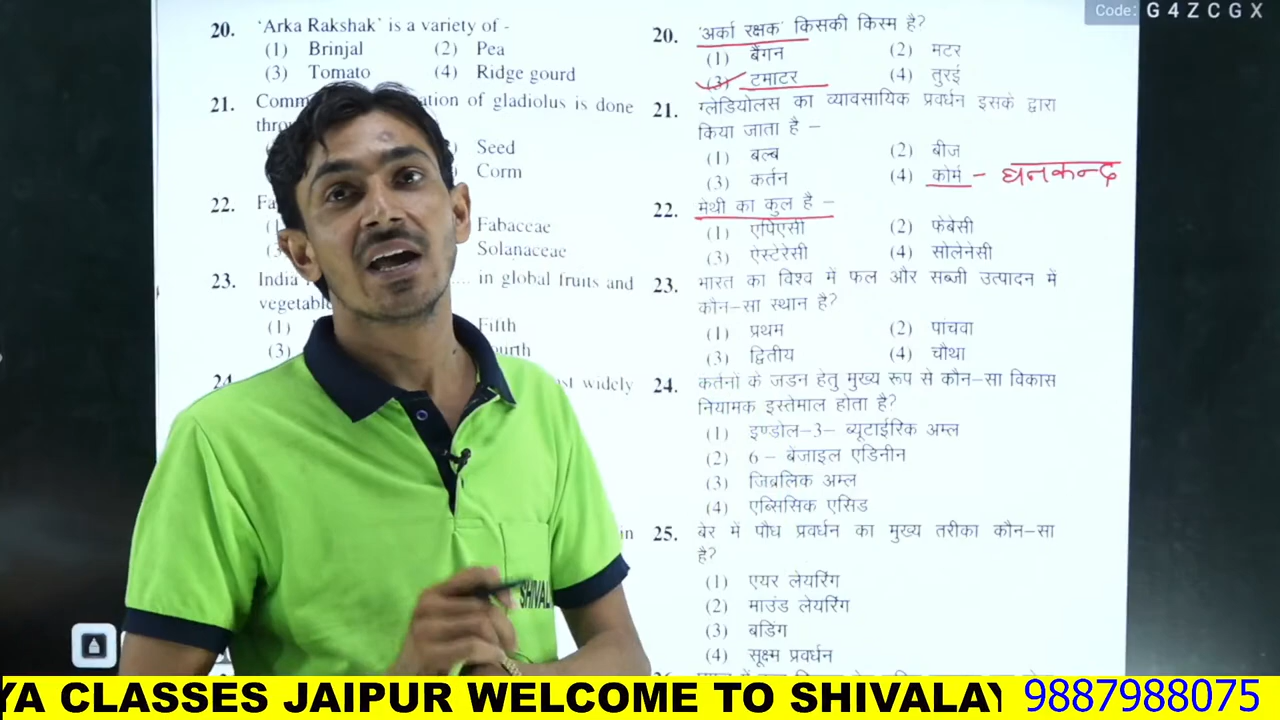 Code: G4ZCGX
20. 'Arka Rakshak' is a variety of -
(1) Brinjal (2) Pea
(3) Tomato (4) Ridge gourd
21. ation of gladiolus is done
Seed
Corm
22.
Fabaceae
Solanaceae
23. India .... in global fruits and
vegetable
(1) Fifth
(3)
24. widely
in
20. 'अर्का रक्षक' किसकी किस्म है?
(1) बैंगन (2) मटर
(3) टमाटर (4) तुरई
21. ग्लेडियोलस का व्यावसायिक प्रवर्धन इसके द्वारा
किया जाता है –
(1) बल्ब (2) बीज
(3) कर्तन (4) कोर्म - घनकन्द
22. मेथी का कुल है –
(1) एपिएसी (2) फेबेसी
(3) ऐस्टेरेसी (4) सोलेनेसी
23. भारत का विश्व में फल और सब्जी उत्पादन में
कौन–सा स्थान है?
(1) प्रथम (2) पांचवा
(3) द्वितीय (4) चौथा
24. कर्तनों के जडन हेतु मुख्य रूप से कौन–सा विकास
नियामक इस्तेमाल होता है?
(1) इण्डोल–3– ब्यूटाईरिक अम्ल
(2) 6 – बेंजाइल एडिनीन
(3) जिब्रलिक अम्ल
(4) एब्सिसिक एसिड
25. बेर में पौध प्रवर्धन का मुख्य तरीका कौन–सा
है?
(1) एयर लेयरिंग
(2) माउंड लेयरिंग
(3) बडिंग
(4) सूक्ष्म प्रवर्धन
SHIVAL
YA CLASSES JAIPUR WELCOME TO SHIVALAY 9887988075